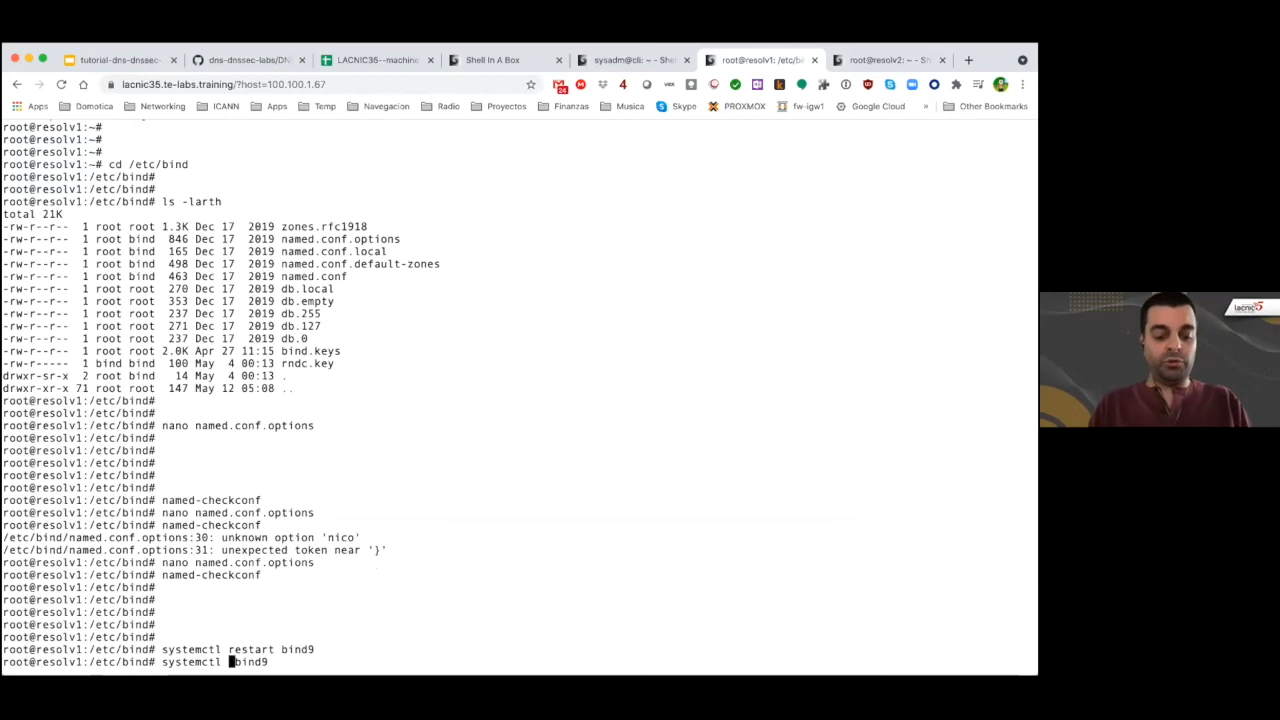 tutorial-dns-dnssec-
dns-dnssec-labs/DN
LACNIC35--machine
Shell In A Box
sysadm@cli: ~ - She
root@resolv1: /etc/bi
root@resolv2: ~ - S
lacnic35.te-labs.training/?host=100.100.1.67
Apps
Domotica
Networking
ICANN
Apps
Temp
Navegacion
Radio
Proyectos
Finanzas
Musica
Skype
PROXMOX
fw-igw1
Google Cloud
»
Other Bookmarks
root@resolv1:~#
root@resolv1:~#
root@resolv1:~#
root@resolv1:~# cd /etc/bind
root@resolv1:/etc/bind#
root@resolv1:/etc/bind#
root@resolv1:/etc/bind# ls -larth
total 21K
-rw-r--r-- 1 root root 1.3K Dec 17 2019 zones.rfc1918
-rw-r--r-- 1 root bind 846 Dec 17 2019 named.conf.options
-rw-r--r-- 1 root bind 165 Dec 17 2019 named.conf.local
-rw-r--r-- 1 root bind 498 Dec 17 2019 named.conf.default-zones
-rw-r--r-- 1 root bind 463 Dec 17 2019 named.conf
-rw-r--r-- 1 root root 270 Dec 17 2019 db.local
-rw-r--r-- 1 root root 353 Dec 17 2019 db.empty
-rw-r--r-- 1 root root 237 Dec 17 2019 db.255
-rw-r--r-- 1 root root 271 Dec 17 2019 db.127
-rw-r--r-- 1 root root 237 Dec 17 2019 db.0
-rw-r--r-- 1 root root 2.0K Apr 27 11:15 bind.keys
-rw-r----- 1 bind bind 100 May 4 00:13 rndc.key
drwxr-sr-x 2 root bind 14 May 4 00:13 .
drwxr-xr-x 71 root root 147 May 12 05:08 ..
root@resolv1:/etc/bind#
root@resolv1:/etc/bind#
root@resolv1:/etc/bind# nano named.conf.options
root@resolv1:/etc/bind#
root@resolv1:/etc/bind#
root@resolv1:/etc/bind#
root@resolv1:/etc/bind#
root@resolv1:/etc/bind#
root@resolv1:/etc/bind# named-checkconf
root@resolv1:/etc/bind# nano named.conf.options
root@resolv1:/etc/bind# named-checkconf
/etc/bind/named.conf.options:30: unknown option 'nico'
/etc/bind/named.conf.options:31: unexpected token near '}'
root@resolv1:/etc/bind# nano named.conf.options
root@resolv1:/etc/bind# named-checkconf
root@resolv1:/etc/bind#
root@resolv1:/etc/bind#
root@resolv1:/etc/bind#
root@resolv1:/etc/bind#
root@resolv1:/etc/bind#
root@resolv1:/etc/bind# systemctl restart bind9
root@resolv1:/etc/bind# systemctl bind9
lacnic35